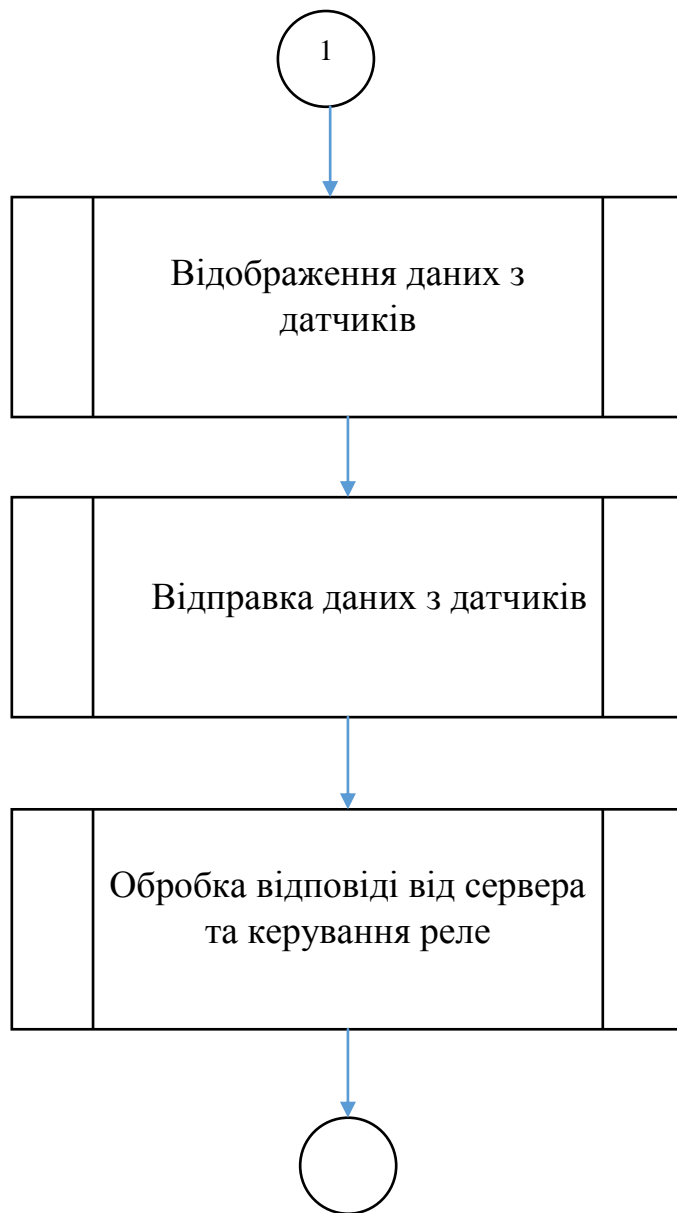 1
Відображення даних з
датчиків
Відправка даних з датчиків
Обробка відповіді від сервера
та керування реле